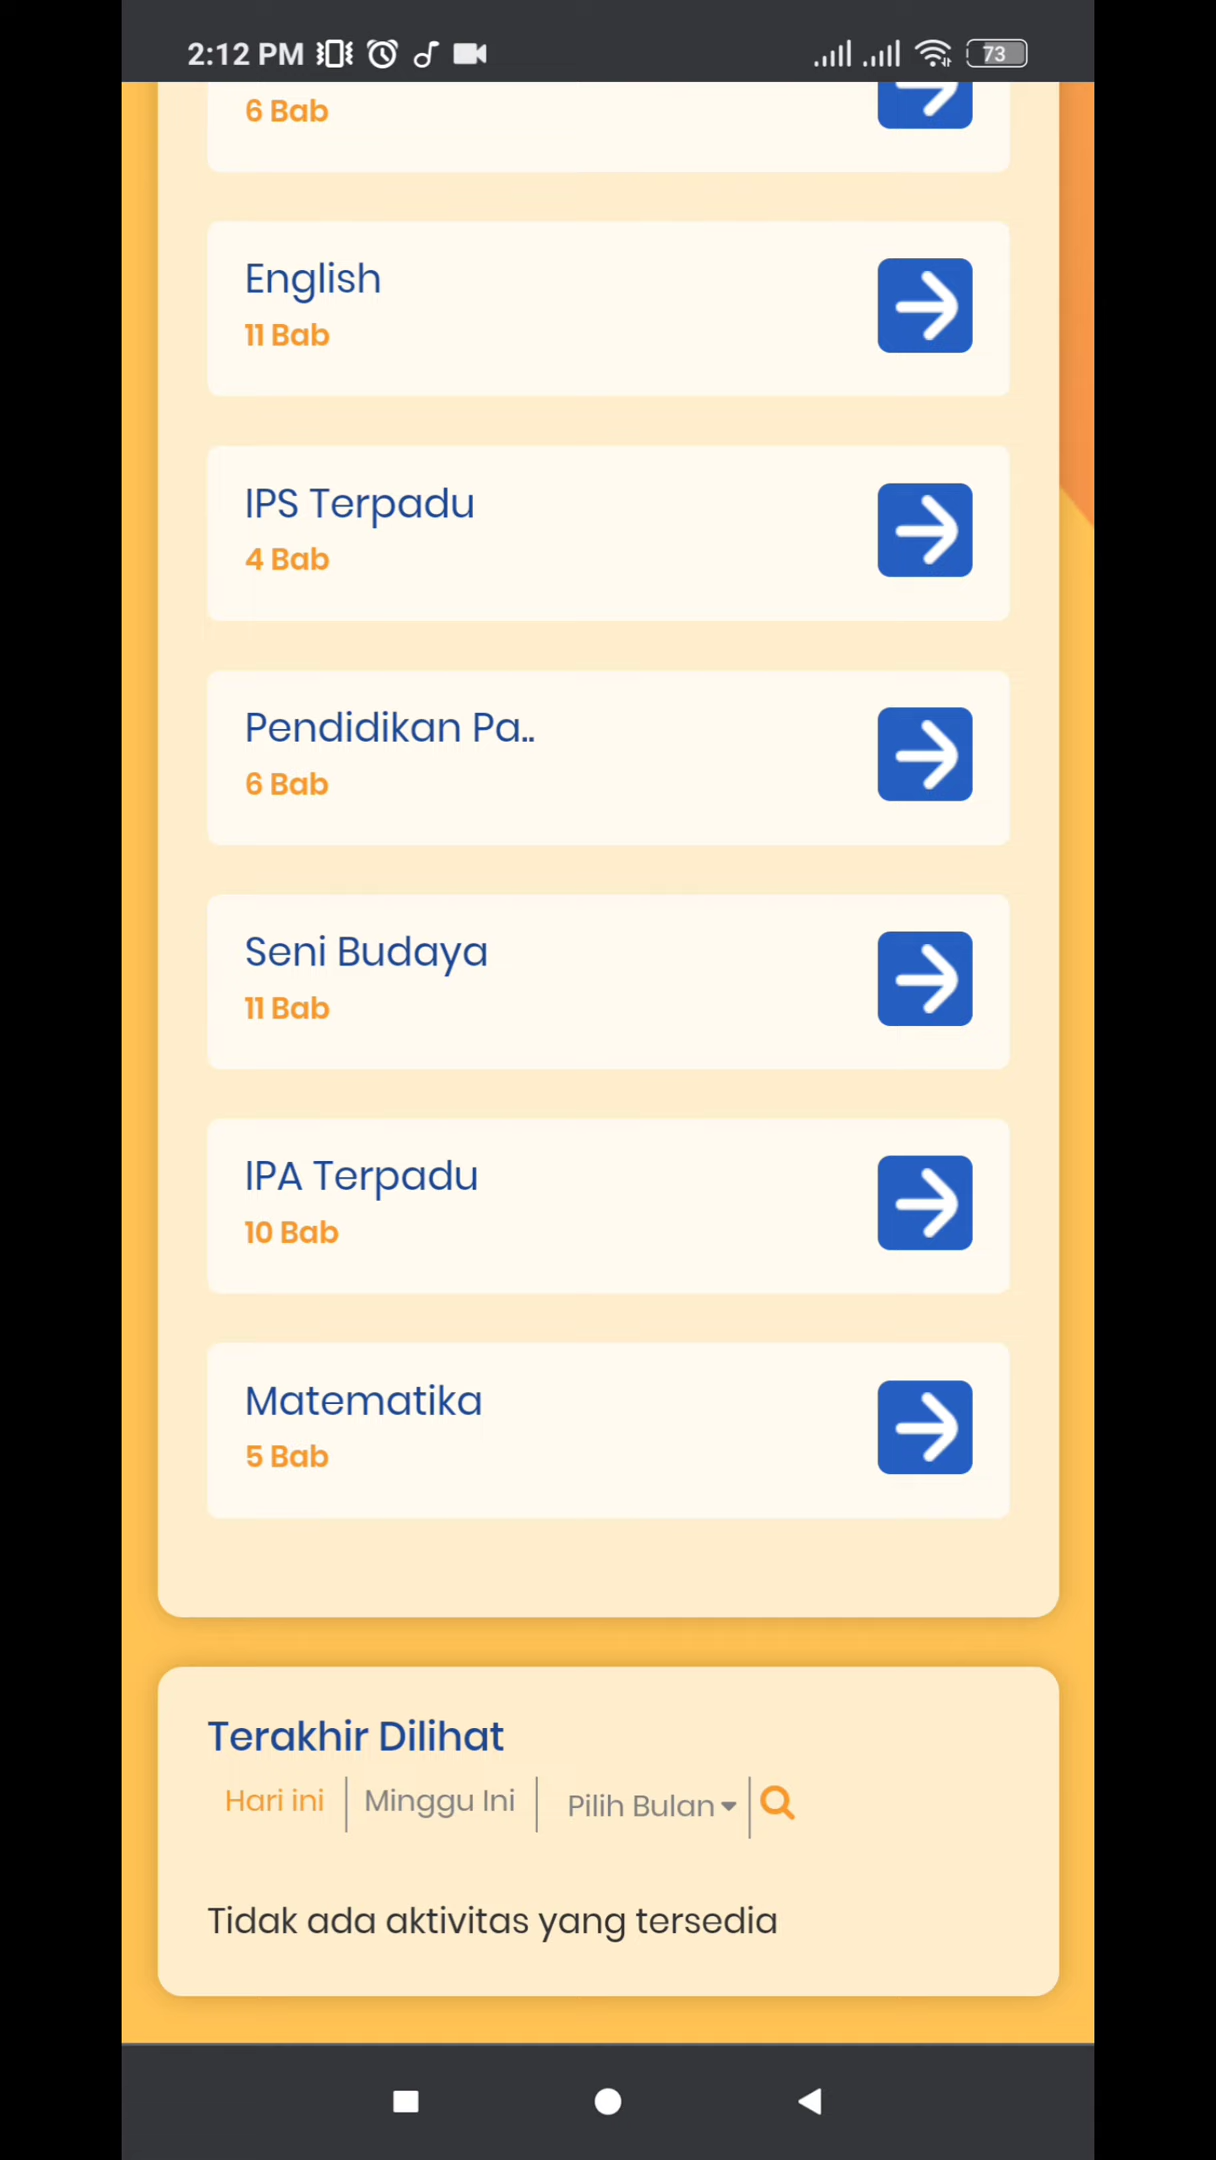 2:12 PM
73
6 Bab
English
11 Bab
IPS Terpadu
4 Bab
Pendidikan Pa..
6 Bab
Seni Budaya
11 Bab
IPA Terpadu
10 Bab
Matematika
5 Bab
Terakhir Dilihat
Hari ini Minggu Ini Pilih Bulan
Tidak ada aktivitas yang tersedia